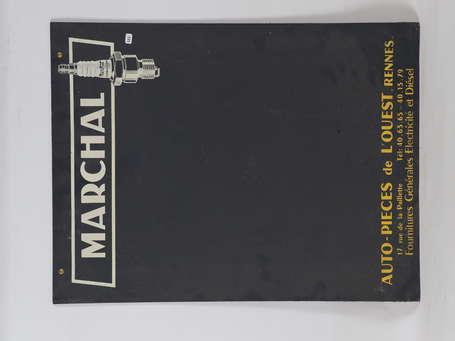 MARCHAL
AUTO-PIECES de L'OUEST RENNES
17, rue de la Palette Tél: 40.65.65 - 40.15.79
Fournitures Générales Electricité et Diésel